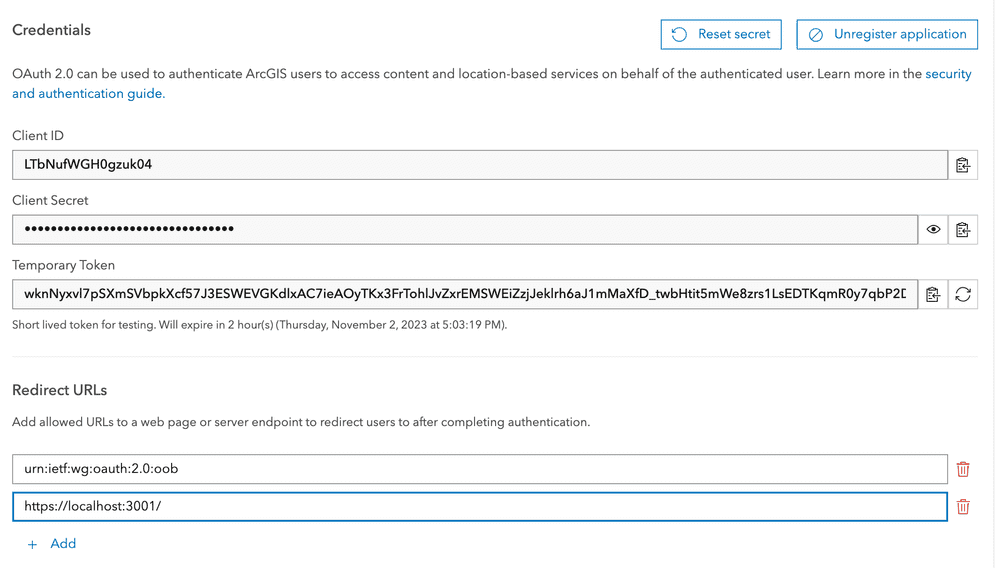 Credentials
Reset secret
Unregister application
OAuth 2.0 can be used to authenticate ArcGIS users to access content and location-based services on behalf of the authenticated user. Learn more in the security
and authentication guide.
Client ID
LTbNufWGH0gzuk04
Client Secret
••••••••••••••••••••••••••••••••
Temporary Token
wknNyxvl7pSXmSVbpkXcf57J3ESWEVGKdlxAC7ieAOyTKx3FrTohlJvZxrEMSWEiZzjJeklrh6aJ1mMaXfD_twbHtit5mWe8zrs1LsEDTKqmR0y7qbP2D
Short lived token for testing. Will expire in 2 hour(s) (Thursday, November 2, 2023 at 5:03:19 PM).
Redirect URLs
Add allowed URLs to a web page or server endpoint to redirect users to after completing authentication.
urn:ietf:wg:oauth:2.0:oob
https://localhost:3001/
+ Add